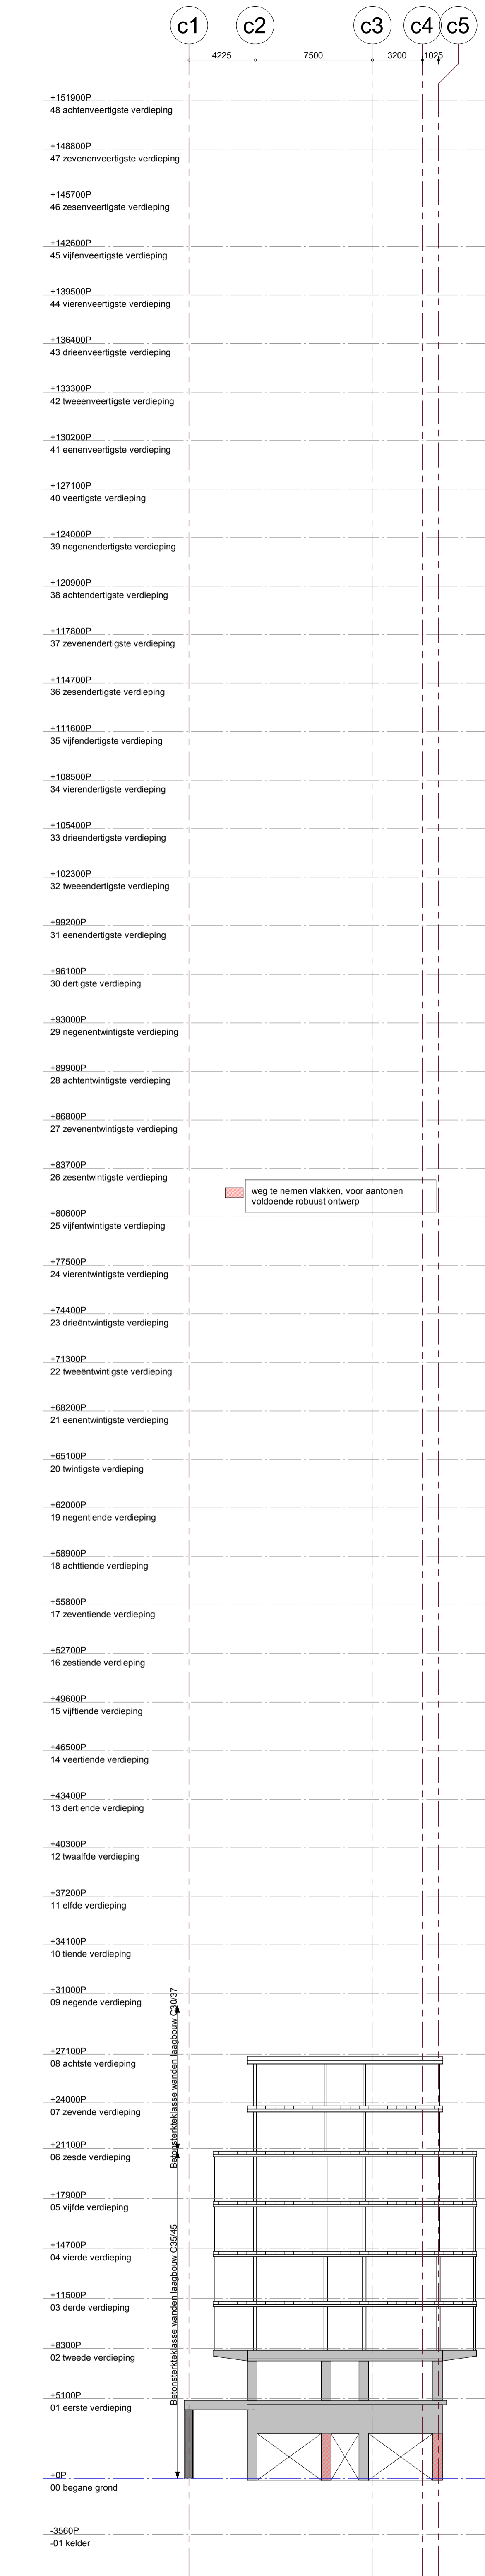 c1 c2 c3 c4 c5
4225 7500 3200 1025
+151900P
48 achtenveertigste verdieping
+148800P
47 zevenenveertigste verdieping
+145700P
46 zesenveertigste verdieping
+142600P
45 vijfenveertigste verdieping
+139500P
44 vierenveertigste verdieping
+136400P
43 drieenveertigste verdieping
+133300P
42 tweeenveertigste verdieping
+130200P
41 eenenveertigste verdieping
+127100P
40 veertigste verdieping
+124000P
39 negenendertigste verdieping
+120900P
38 achtendertigste verdieping
+117800P
37 zevenendertigste verdieping
+114700P
36 zesendertigste verdieping
+111600P
35 vijfendertigste verdieping
+108500P
34 vierendertigste verdieping
+105400P
33 drieendertigste verdieping
+102300P
32 tweeendertigste verdieping
+99200P
31 eenendertigste verdieping
+96100P
30 dertigste verdieping
+93000P
29 negenentwintigste verdieping
+89900P
28 achtentwintigste verdieping
+86800P
27 zevenentwintigste verdieping
+83700P
26 zesentwintigste verdieping
weg te nemen vlakken, voor aantonen
voldoende robuust ontwerp
+80600P
25 vijfentwintigste verdieping
+77500P
24 vierentwintigste verdieping
+74400P
23 drieëntwintigste verdieping
+71300P
22 tweeëntwintigste verdieping
+68200P
21 eenentwintigste verdieping
+65100P
20 twintigste verdieping
+62000P
19 negentiende verdieping
+58900P
18 achttiende verdieping
+55800P
17 zeventiende verdieping
+52700P
16 zestiende verdieping
+49600P
15 vijftiende verdieping
+46500P
14 veertiende verdieping
+43400P
13 dertiende verdieping
+40300P
12 twaalfde verdieping
+37200P
11 elfde verdieping
+34100P
10 tiende verdieping
+31000P
09 negende verdieping
Betonsterkteklasse wanden laagbouw C30/37
+27100P
08 achtste verdieping
+24000P
07 zevende verdieping
+21100P
06 zesde verdieping
+17900P
05 vijfde verdieping
Betonsterkteklasse wanden laagbouw C35/45
+14700P
04 vierde verdieping
+11500P
03 derde verdieping
+8300P
02 tweede verdieping
+5100P
01 eerste verdieping
+0P
00 begane grond
-3560P
-01 kelder